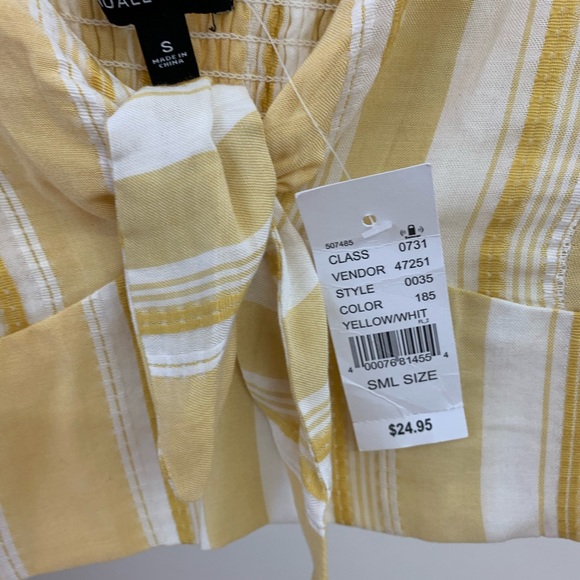 S
MADE IN
CHINA
507485
CLASS 0731
VENDOR 47251
STYLE 0035
COLOR 185
YELLOW/WHIT
4 00076 81455 4
SML SIZE
$24.95